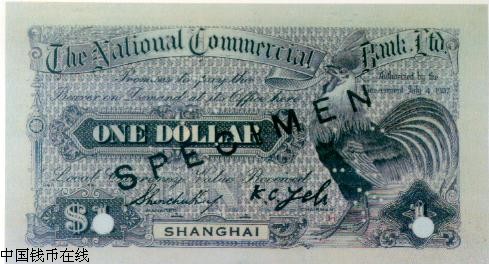 The National Commercial Bank, Ltd.
Promises to pay the
Bearer on Demand at its Office here
Authorised by the
Government July 4, 1907
ONE DOLLAR
Local Currency Value Received
SPECIMEN
K.C. Yeh
$1
1
SHANGHAI
中国钱币在线